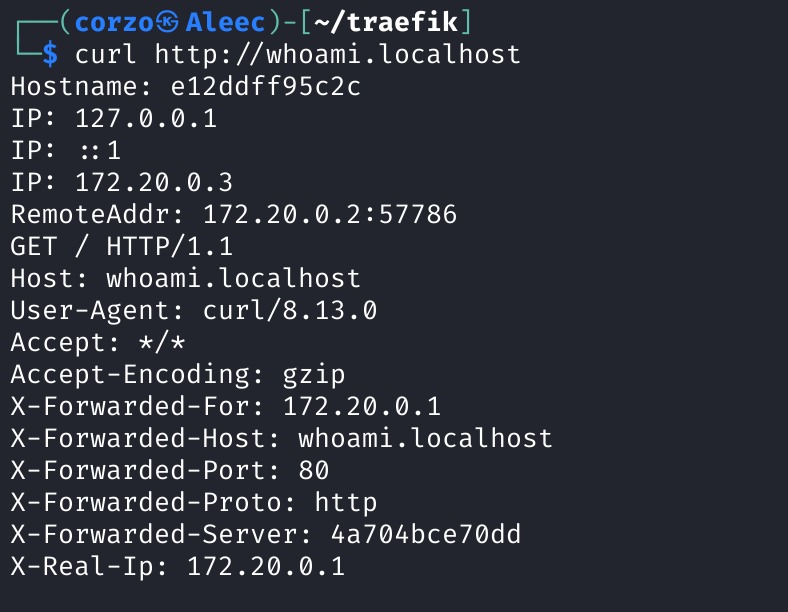 ┌──(corzo㉿Aleec)-[~/traefik]
└─$ curl http://whoami.localhost
Hostname: e12ddff95c2c
IP: 127.0.0.1
IP: ::1
IP: 172.20.0.3
RemoteAddr: 172.20.0.2:57786
GET / HTTP/1.1
Host: whoami.localhost
User-Agent: curl/8.13.0
Accept: */*
Accept-Encoding: gzip
X-Forwarded-For: 172.20.0.1
X-Forwarded-Host: whoami.localhost
X-Forwarded-Port: 80
X-Forwarded-Proto: http
X-Forwarded-Server: 4a704bce70dd
X-Real-Ip: 172.20.0.1